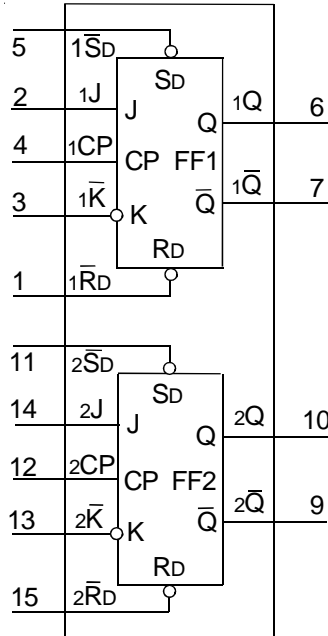 5 1S̅D
SD
2 1J J Q 1Q 6
4 1CP CP FF1
3 1K̅ K Q̅ 1Q̅ 7
RD
1 1R̅D
11 2S̅D
SD
14 2J J Q 2Q 10
12 2CP CP FF2
13 2K̅ K Q̅ 2Q̅ 9
RD
15 2R̅D